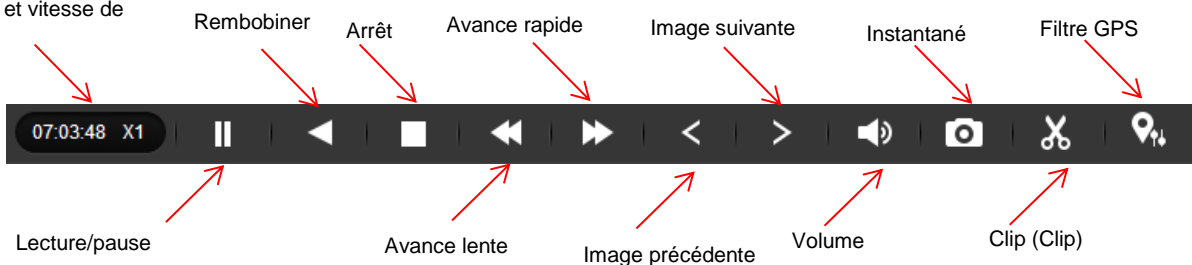 et vitesse de
Rembobiner
Arrêt
Avance rapide
Image suivante
Instantané
Filtre GPS
07:03:48 X1
Lecture/pause
Avance lente
Image précédente
Volume
Clip (Clip)